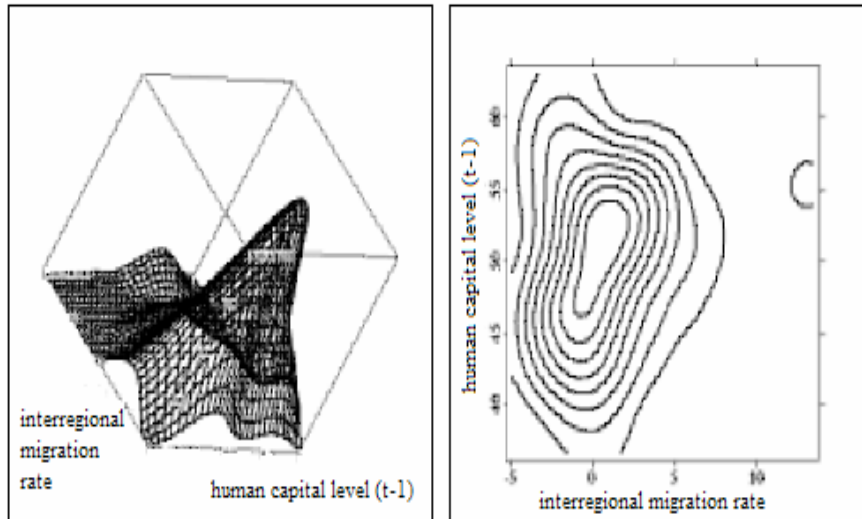 interregional
migration
rate
human capital level (t-1)
human capital level (t-1)
60
55
50
45
40
-5
0
5
10
interregional migration rate